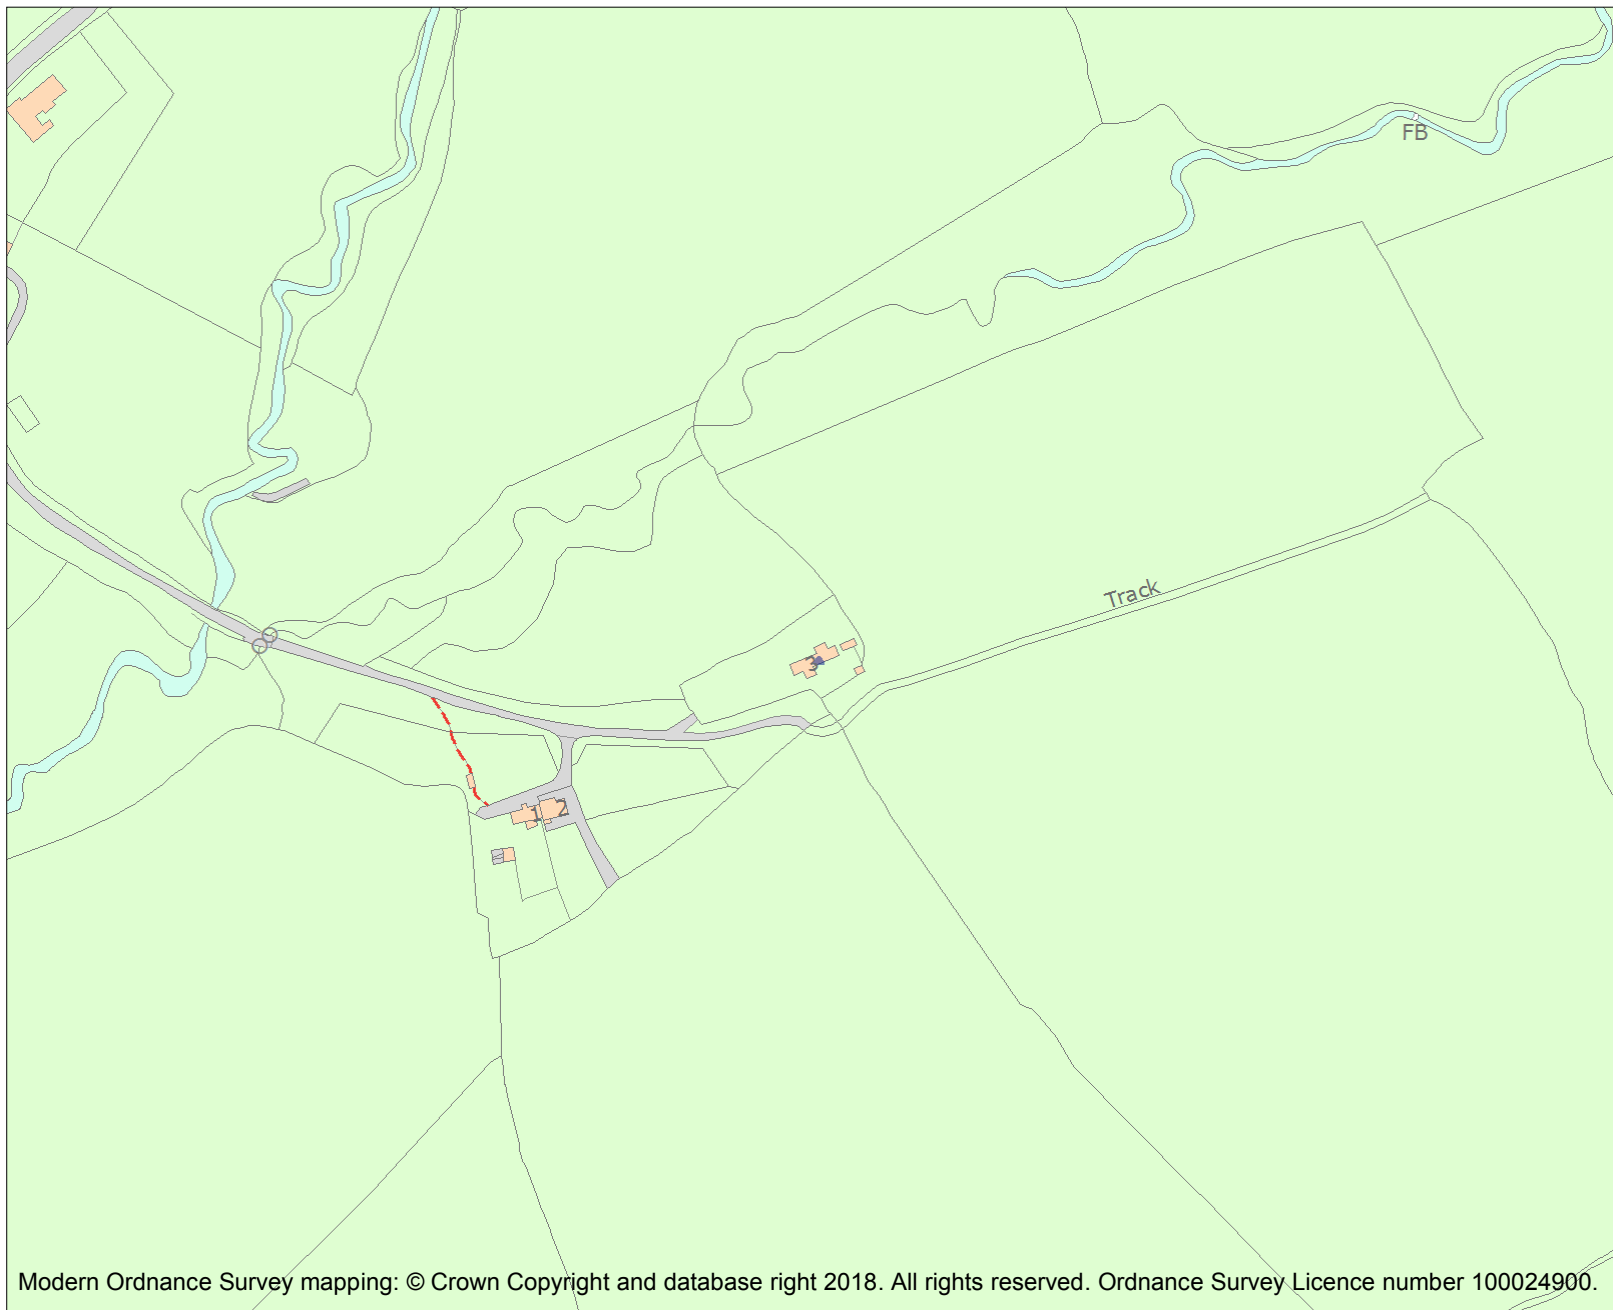 FB
Track
3
1
2
Modern Ordnance Survey mapping: © Crown Copyright and database right 2018. All rights reserved. Ordnance Survey Licence number 100024900.